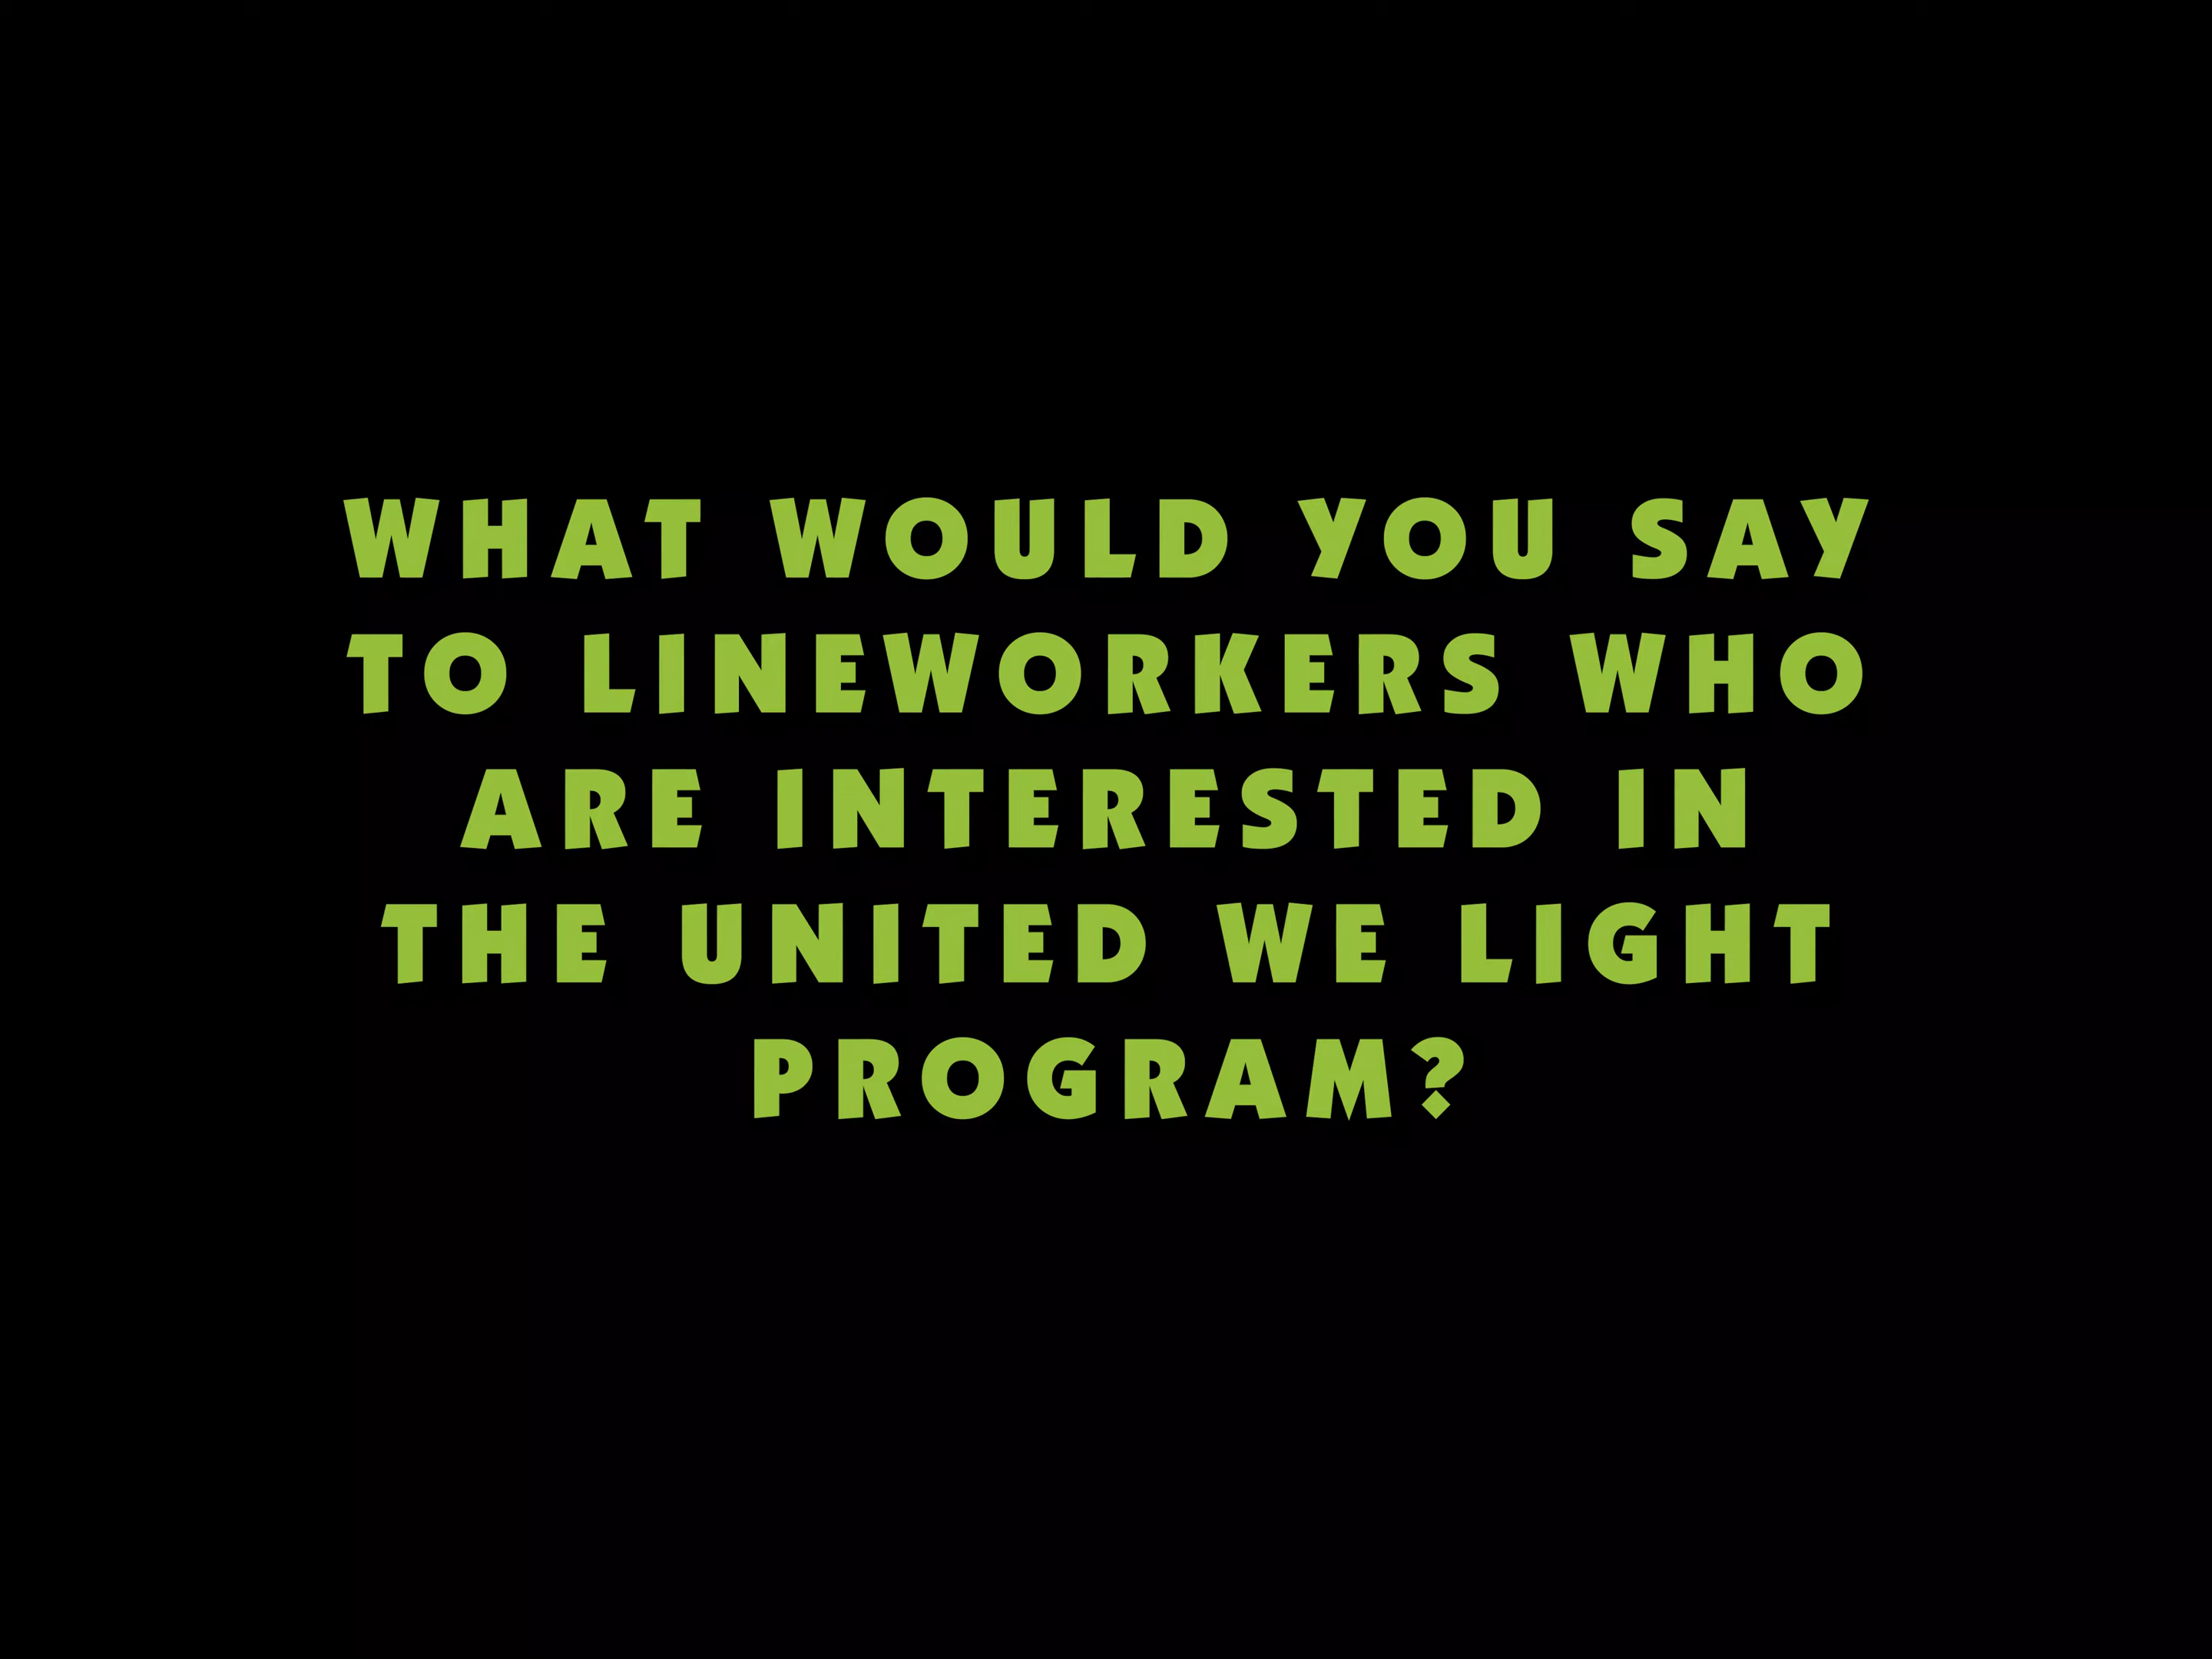 WHAT WOULD YOU SAY
TO LINEWORKERS WHO
ARE INTERESTED IN
THE UNITED WE LIGHT
PROGRAM?